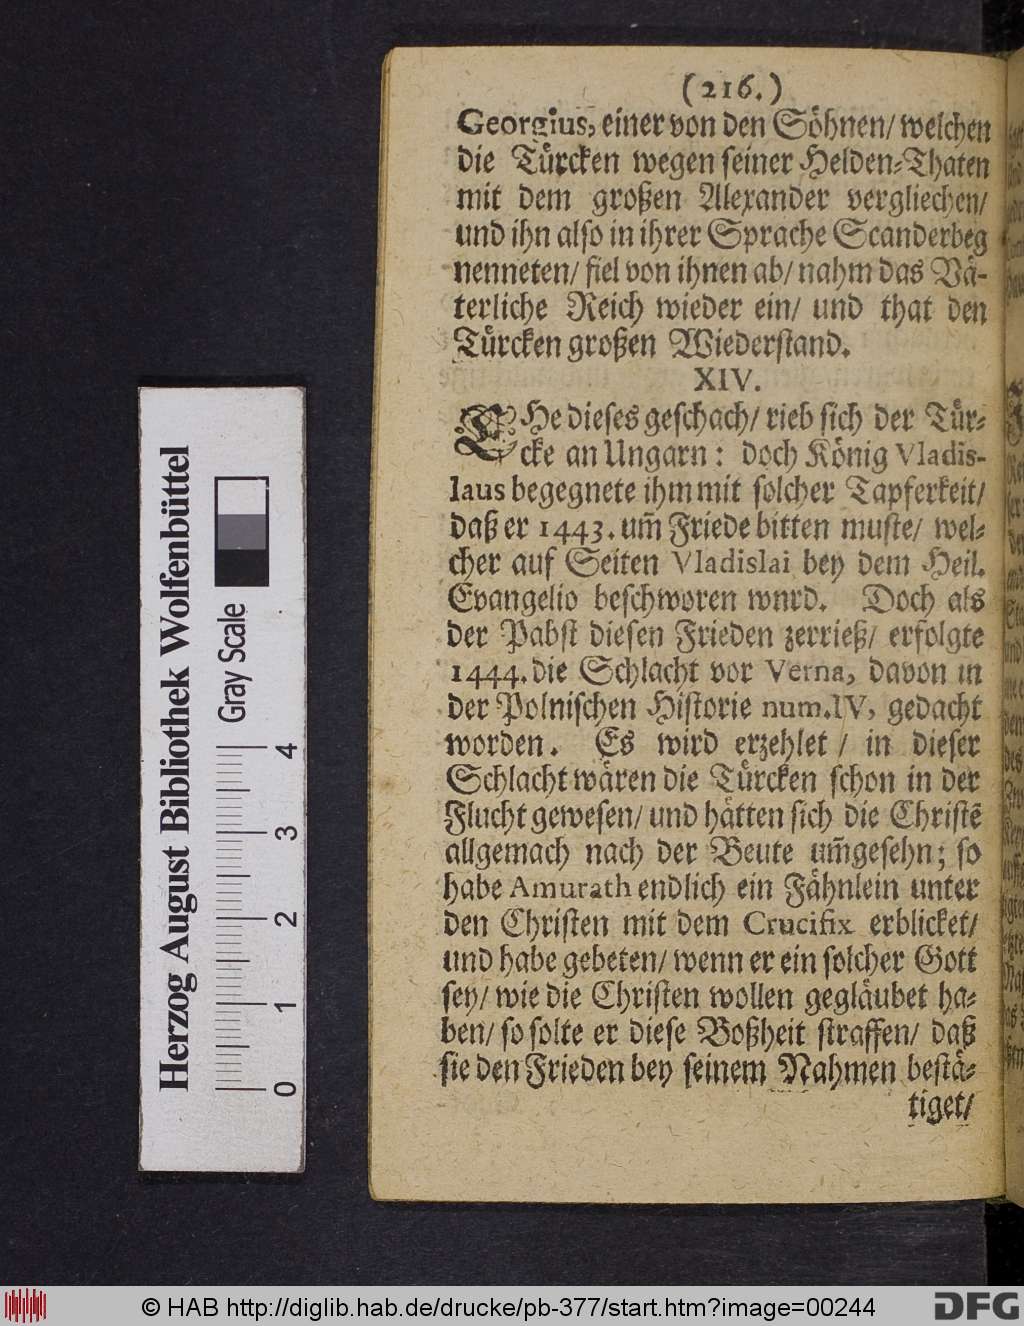 (216.)
Georgius, einer von den Söhnen/ welchen
die Türcken wegen seiner Helden-Thaten
mit dem großen Alexander vergliechen/
und ihn also in ihrer Sprache Scanderbeg
nenneten/ fiel von ihnen ab/ nahm das Vä-
terliche Reich wieder ein/ und that den
Türcken großen Wiederstand.
XIV.
EHe dieses geschach/ rieb sich der Tür-
cke an Ungarn: doch König Vladis-
laus begegnete ihm mit solcher Tapferkeit/
daß er 1443. um̄ Friede bitten muste/ wel-
cher auf Seiten Vladislai bey dem Heil.
Evangelio beschworen wnrd. Doch als
der Pabst diesen Frieden zerrieß/ erfolgte
1444. die Schlacht vor Verna, davon in
der Polnischen Historie num. IV, gedacht
worden. Es wird erzehlet / in dieser
Schlacht wären die Türcken schon in der
Flucht gewesen/ und hätten sich die Christē
allgemach nach der Beute um̄gesehn; so
habe Amurath endlich ein Fähnlein unter
den Christen mit dem Crucifix erblicket/
und habe gebeten/ wenn er ein solcher Gott
sey/ wie die Christen wollen gegläubet ha-
ben/ so solte er diese Boßheit straffen/ daß
sie den Frieden bey seinem Nahmen bestä-
tiget/
Herzog August Bibliothek Wolfenbüttel
Gray Scale
0 1 2 3 4
© HAB http://diglib.hab.de/drucke/pb-377/start.htm?image=00244
DFG